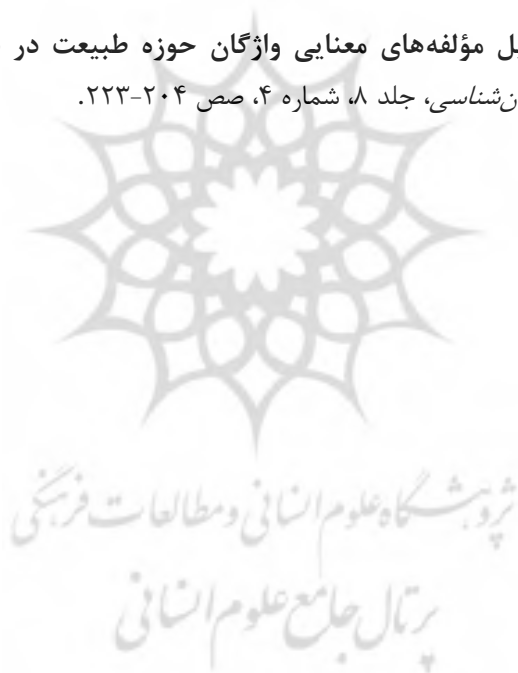 مؤلفه‌های معنایی واژگان حوزه طبیعت در
جلد ۸، شماره ۴، صص ۲۰۴-۲۲۳.
پژوهشگاه علوم انسانی و مطالعات فرهنگی
پرتال جامع علوم انسانی